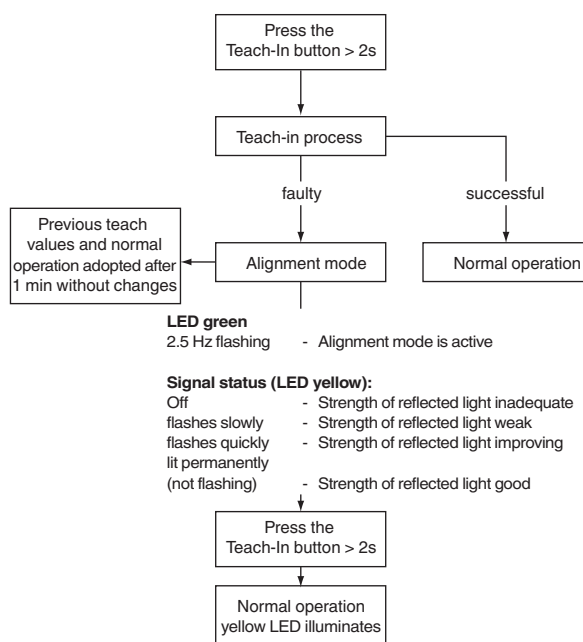 Press the
Teach-In button > 2s
Teach-in process
faulty
successful
Previous teach
values and normal
operation adopted after
1 min without changes
Alignment mode
Normal operation
LED green
2.5 Hz flashing - Alignment mode is active
Signal status (LED yellow):
Off - Strength of reflected light inadequate
flashes slowly - Strength of reflected light weak
flashes quickly - Strength of reflected light improving
lit permanently
(not flashing) - Strength of reflected light good
Press the
Teach-In button > 2s
Normal operation
yellow LED illuminates